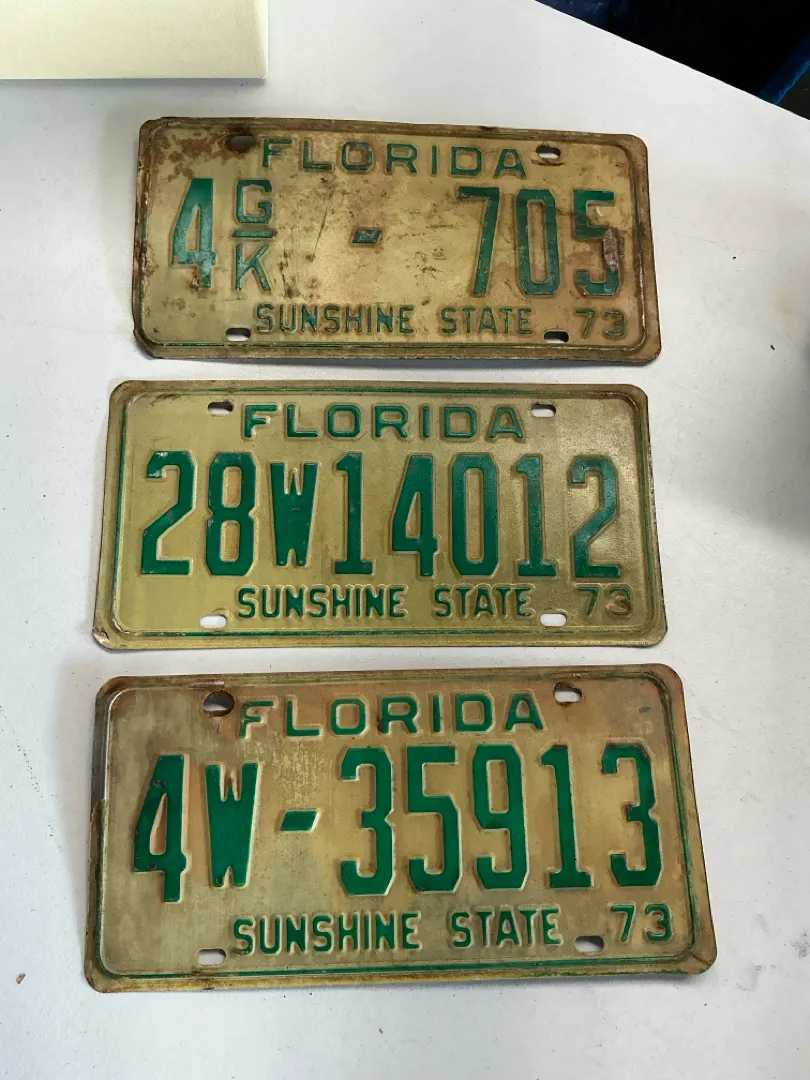 FLORIDA
4 G/K - 705
SUNSHINE STATE 73
FLORIDA
28W14012
SUNSHINE STATE 73
FLORIDA
4W-35913
SUNSHINE STATE 73